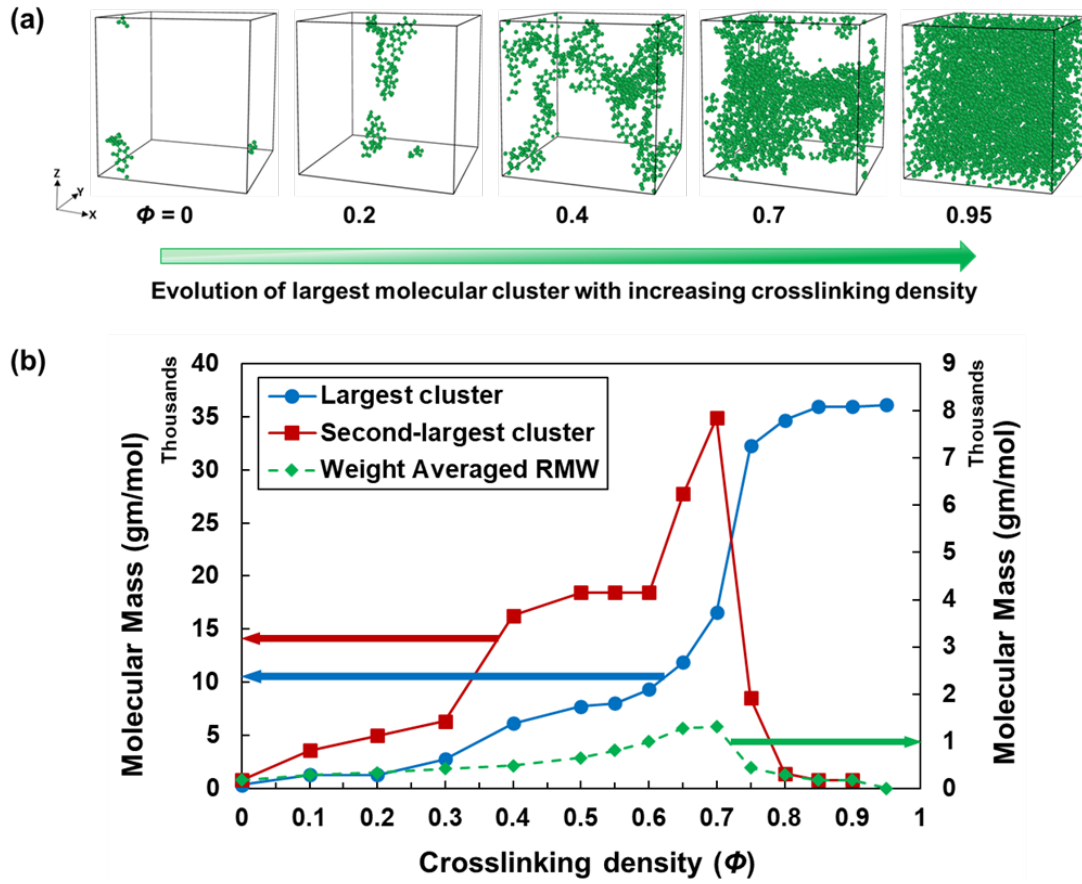 (a)
Z
Y
X
Φ = 0 0.2 0.4 0.7 0.95
Evolution of largest molecular cluster with increasing crosslinking density
(b)
Molecular Mass (gm/mol)
Thousands
40
35
30
25
20
15
10
5
0
Largest cluster
Second-largest cluster
Weight Averaged RMW
Thousands
9
8
7
6
5
4
3
2
1
0
Molecular Mass (gm/mol)
0 0.1 0.2 0.3 0.4 0.5 0.6 0.7 0.8 0.9 1
Crosslinking density (Φ)